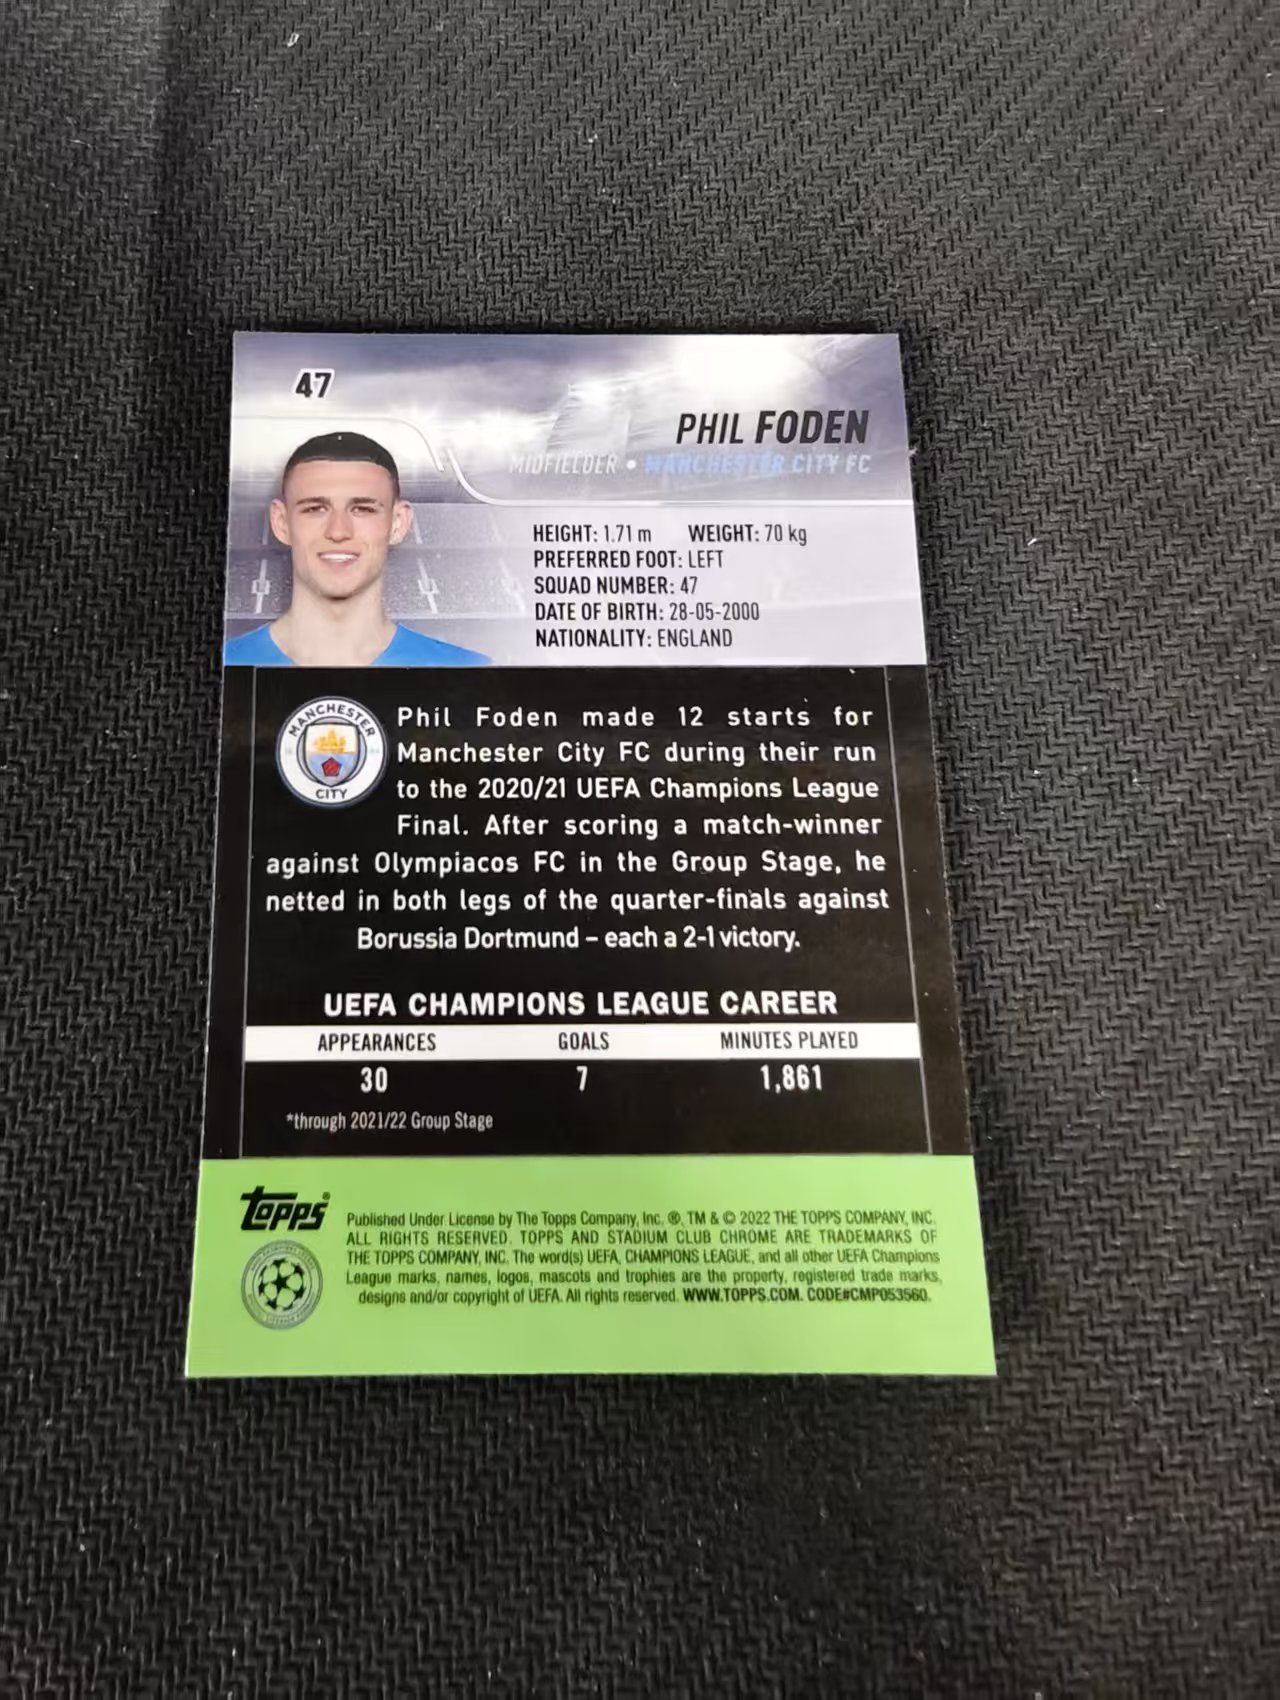 47
PHIL FODEN
MIDFIELDER • MANCHESTER CITY FC
HEIGHT: 1.71 m WEIGHT: 70 kg
PREFERRED FOOT: LEFT
SQUAD NUMBER: 47
DATE OF BIRTH: 28-05-2000
NATIONALITY: ENGLAND
MANCHESTER
CITY
Phil Foden made 12 starts for
Manchester City FC during their run
to the 2020/21 UEFA Champions League
Final. After scoring a match-winner
against Olympiacos FC in the Group Stage, he
netted in both legs of the quarter-finals against
Borussia Dortmund – each a 2-1 victory.
UEFA CHAMPIONS LEAGUE CAREER
APPEARANCES GOALS MINUTES PLAYED
30 7 1,861
*through 2021/22 Group Stage
Topps®
Published Under License by The Topps Company, Inc. ®, TM & © 2022 THE TOPPS COMPANY, INC.
ALL RIGHTS RESERVED. TOPPS AND STADIUM CLUB CHROME ARE TRADEMARKS OF
THE TOPPS COMPANY, INC. The word(s) UEFA, CHAMPIONS LEAGUE, and all other UEFA Champions
League marks, names, logos, mascots and trophies are the property, registered trade marks,
designs and/or copyright of UEFA. All rights reserved. WWW.TOPPS.COM. CODE#CMP053560.